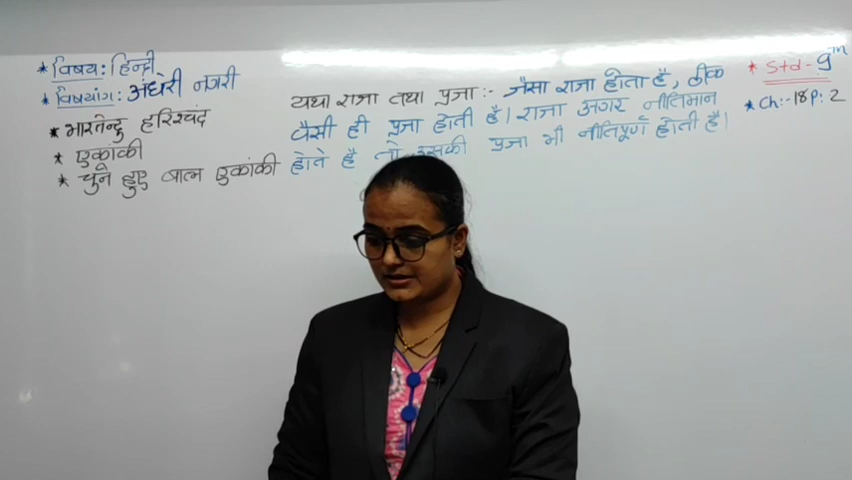 * विषय: हिन्दी
* विषयांग: अंधेरी नगरी
* भारतेन्दु हरिश्चंद
* एकांकी
* चुने हुए बाल एकांकी
यथा राजा तथा प्रजा :- जैसा राजा होता है, ठीक
वैसी ही प्रजा होती है। राजा अगर नीतिमान
होते है तो उसकी प्रजा भी नीतिपूर्ण होती है।
* Std- 9th
* Ch:-18 P: 2